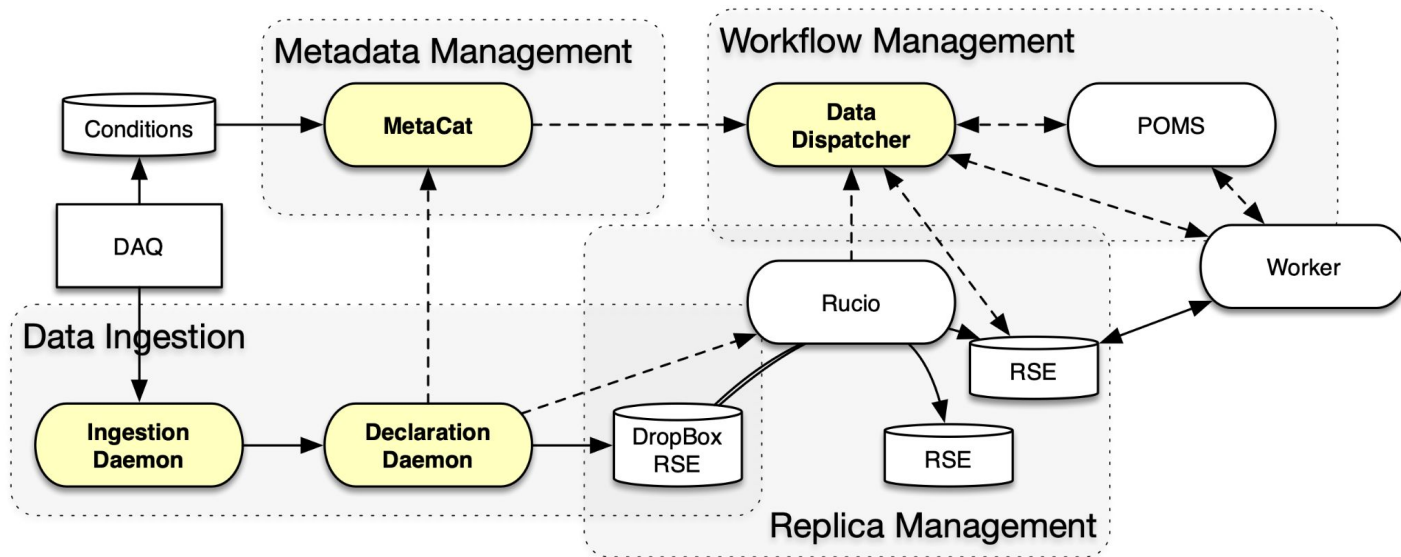 Metadata Management
Workflow Management
Conditions
MetaCat
Data
Dispatcher
POMS
DAQ
Worker
Rucio
Data Ingestion
RSE
Ingestion
Daemon
Declaration
Daemon
DropBox
RSE
RSE
Replica Management